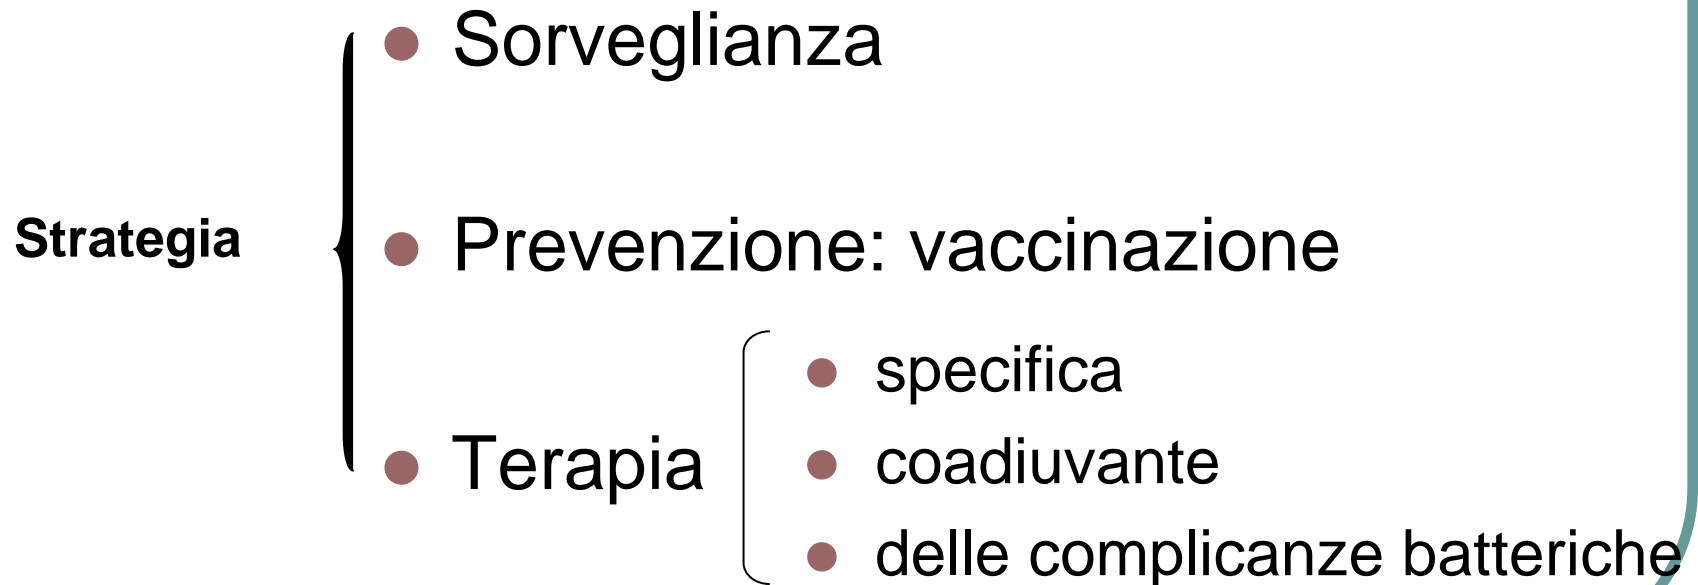 Sorveglianza
Strategia
Prevenzione: vaccinazione
specifica
Terapia
coadiuvante
delle complicanze batteriche